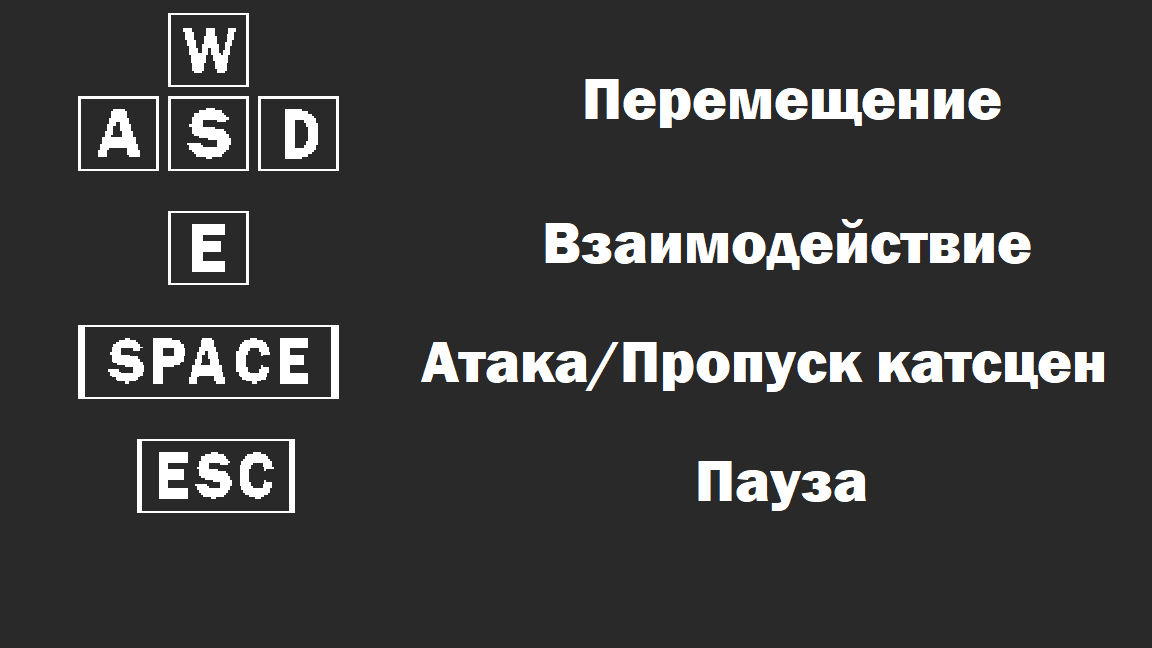 W
A S D
Перемещение
E
Взаимодействие
SPACE
Атака/Пропуск катсцен
ESC
Пауза